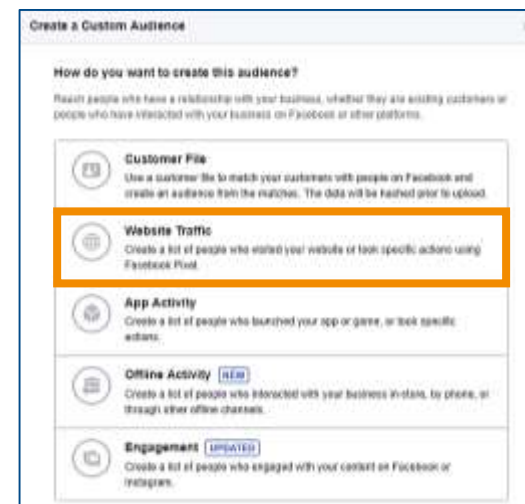 Create a Custom Audience
How do you want to create this audience?
Reach people who have a relationship with your business, whether they are existing customers or
people who have interacted with your business on Facebook or other platforms.
Customer File
Use a customer file to match your customers with people on Facebook and
create an audience from the matches. The data will be hashed prior to upload.
Website Traffic
Create a list of people who visited your website or took specific actions using
Facebook Pixel.
App Activity
Create a list of people who launched your app or game, or took specific
actions.
Offline Activity NEW
Create a list of people who interacted with your business in-store, by phone, or
through other offline channels.
Engagement UPDATED
Create a list of people who engaged with your content on Facebook or
Instagram.